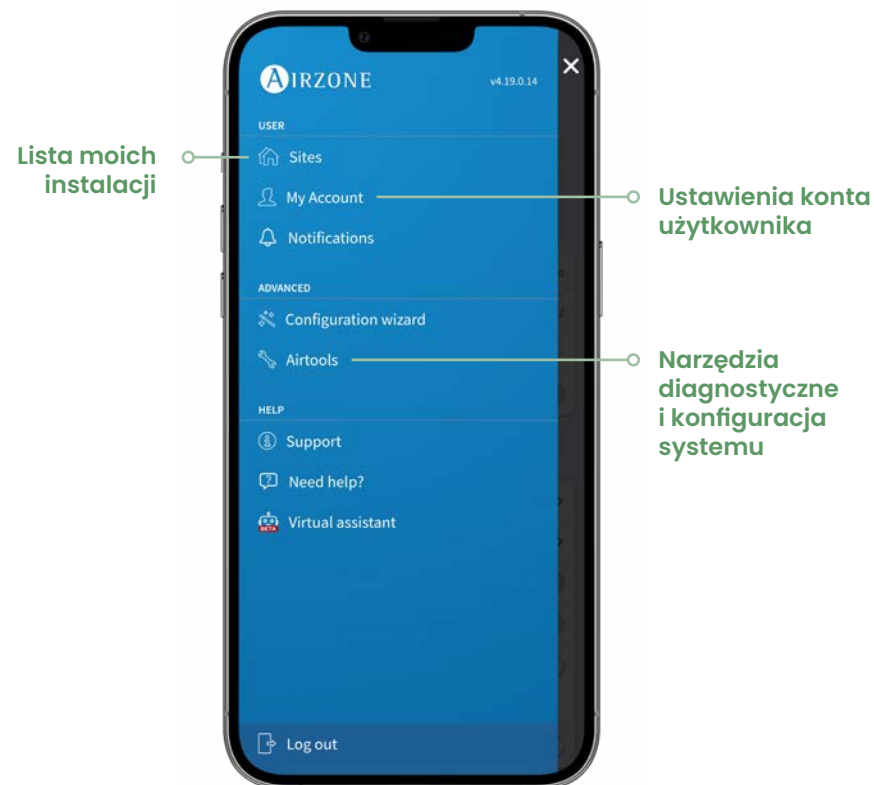 AIRZONE
v4.19.0.14
USER
Sites
My Account
Notifications
ADVANCED
Configuration wizard
Airtools
HELP
Support
Need help?
BETA
Virtual assistant
Log out
Lista moich
instalacji
Ustawienia konta
użytkownika
Narzędzia
diagnostyczne
i konfiguracja
systemu